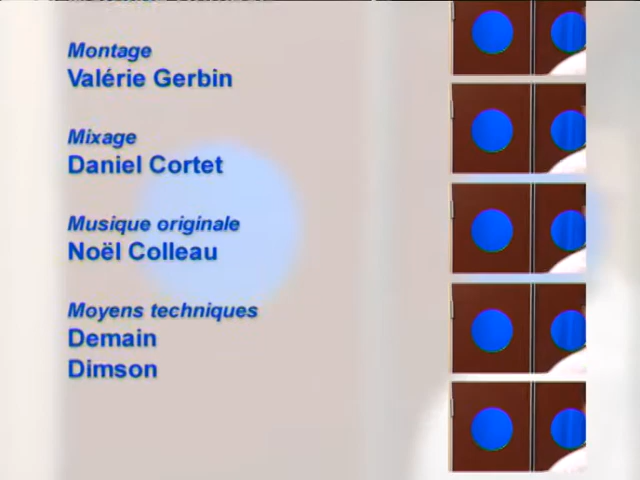 Montage
Valérie Gerbin
Mixage
Daniel Cortet
Musique originale
Noël Colleau
Moyens techniques
Demain
Dimson